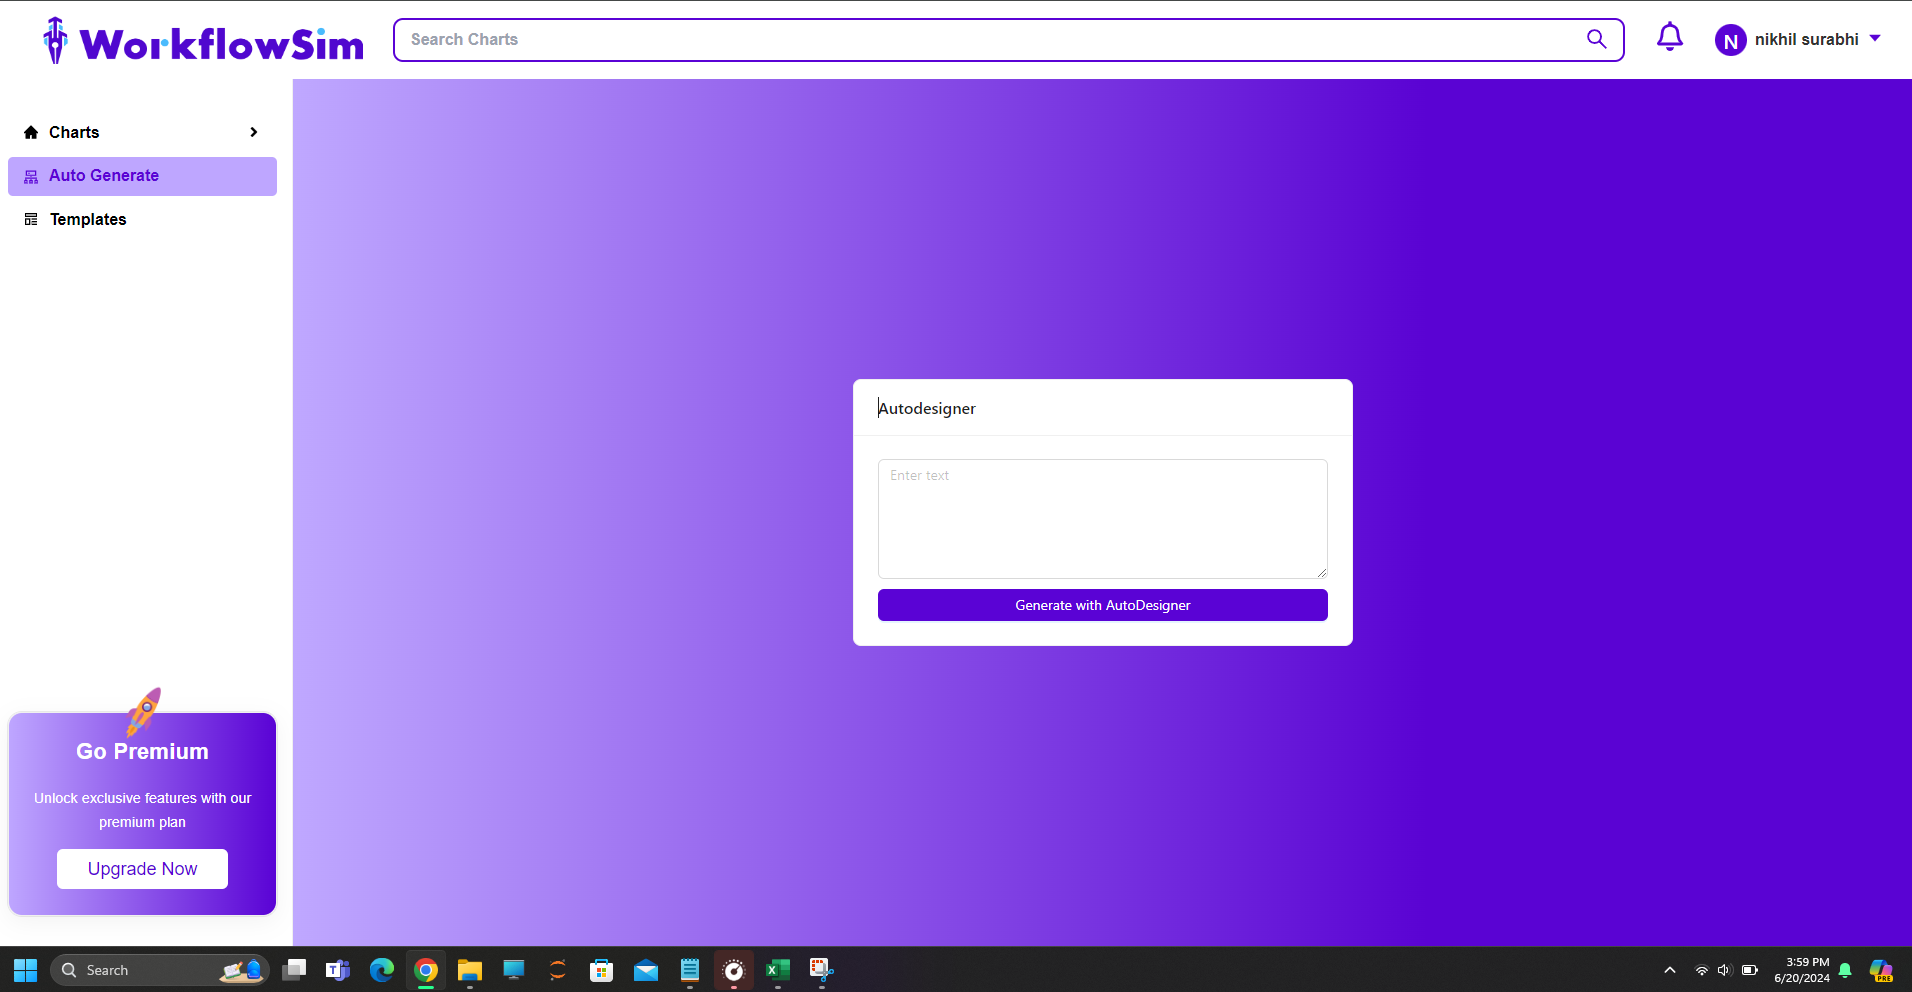 WorkflowSim
Search Charts
N
nikhil surabhi
Charts
Auto Generate
Templates
Autodesigner
Enter text
Generate with AutoDesigner
Go Premium
Unlock exclusive features with our
premium plan
Upgrade Now
Search
3:59 PM
6/20/2024
PRE